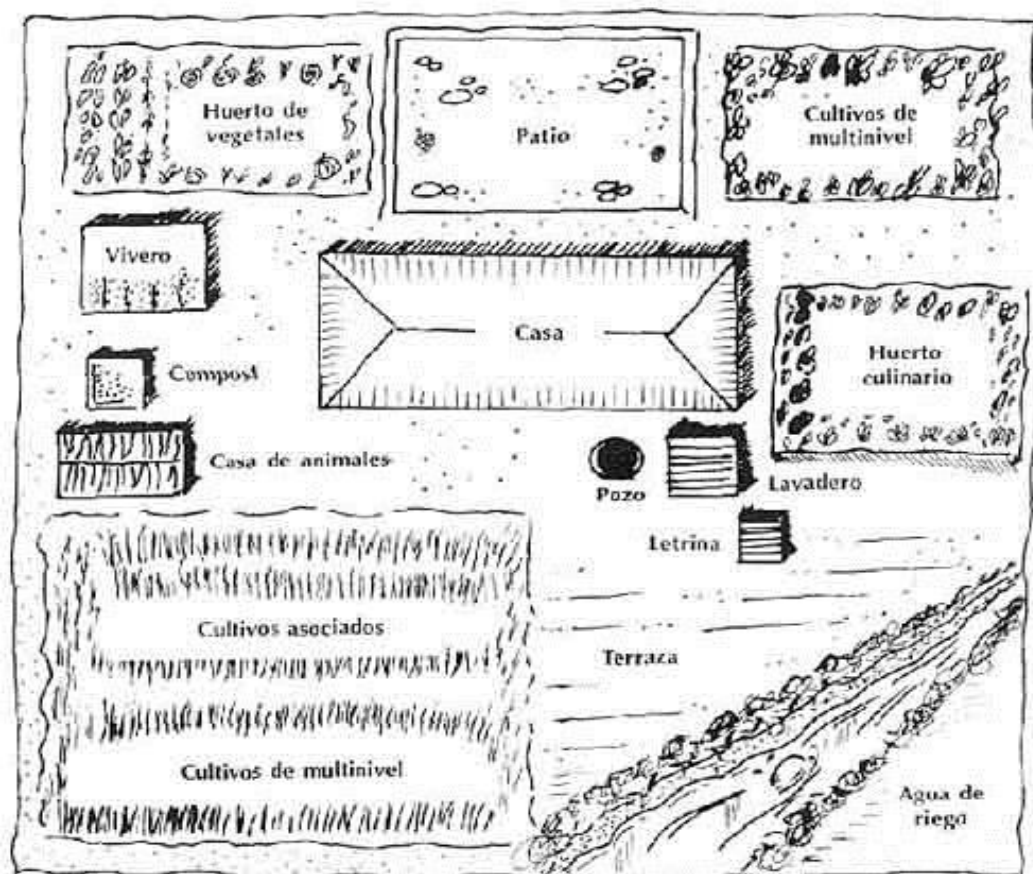 Huerto de
vegetales
Patio
Cultivos de
multinivel
Vivero
Casa
Huerto
culinario
Compost
Casa de animales
Pozo
Lavadero
Letrina
Cultivos asociados
Terraza
Cultivos de multinivel
Agua de
riego